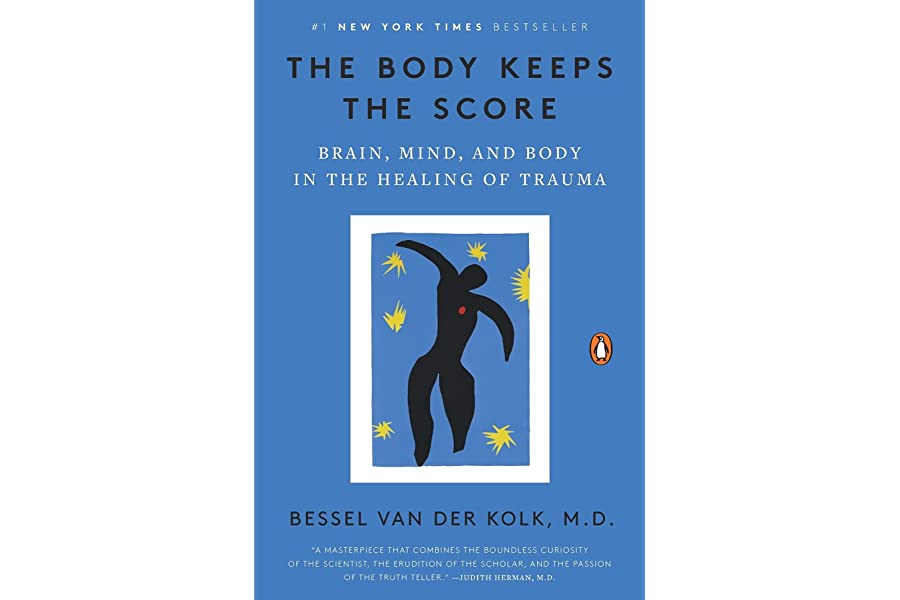 #1 NEW YORK TIMES BESTSELLER
THE BODY KEEPS
THE SCORE
BRAIN, MIND, AND BODY
IN THE HEALING OF TRAUMA
BESSEL VAN DER KOLK, M.D.
"A MASTERPIECE THAT COMBINES THE BOUNDLESS CURIOSITY
OF THE SCIENTIST, THE ERUDITION OF THE SCHOLAR, AND THE PASSION
OF THE TRUTH TELLER." —JUDITH HERMAN, M.D.